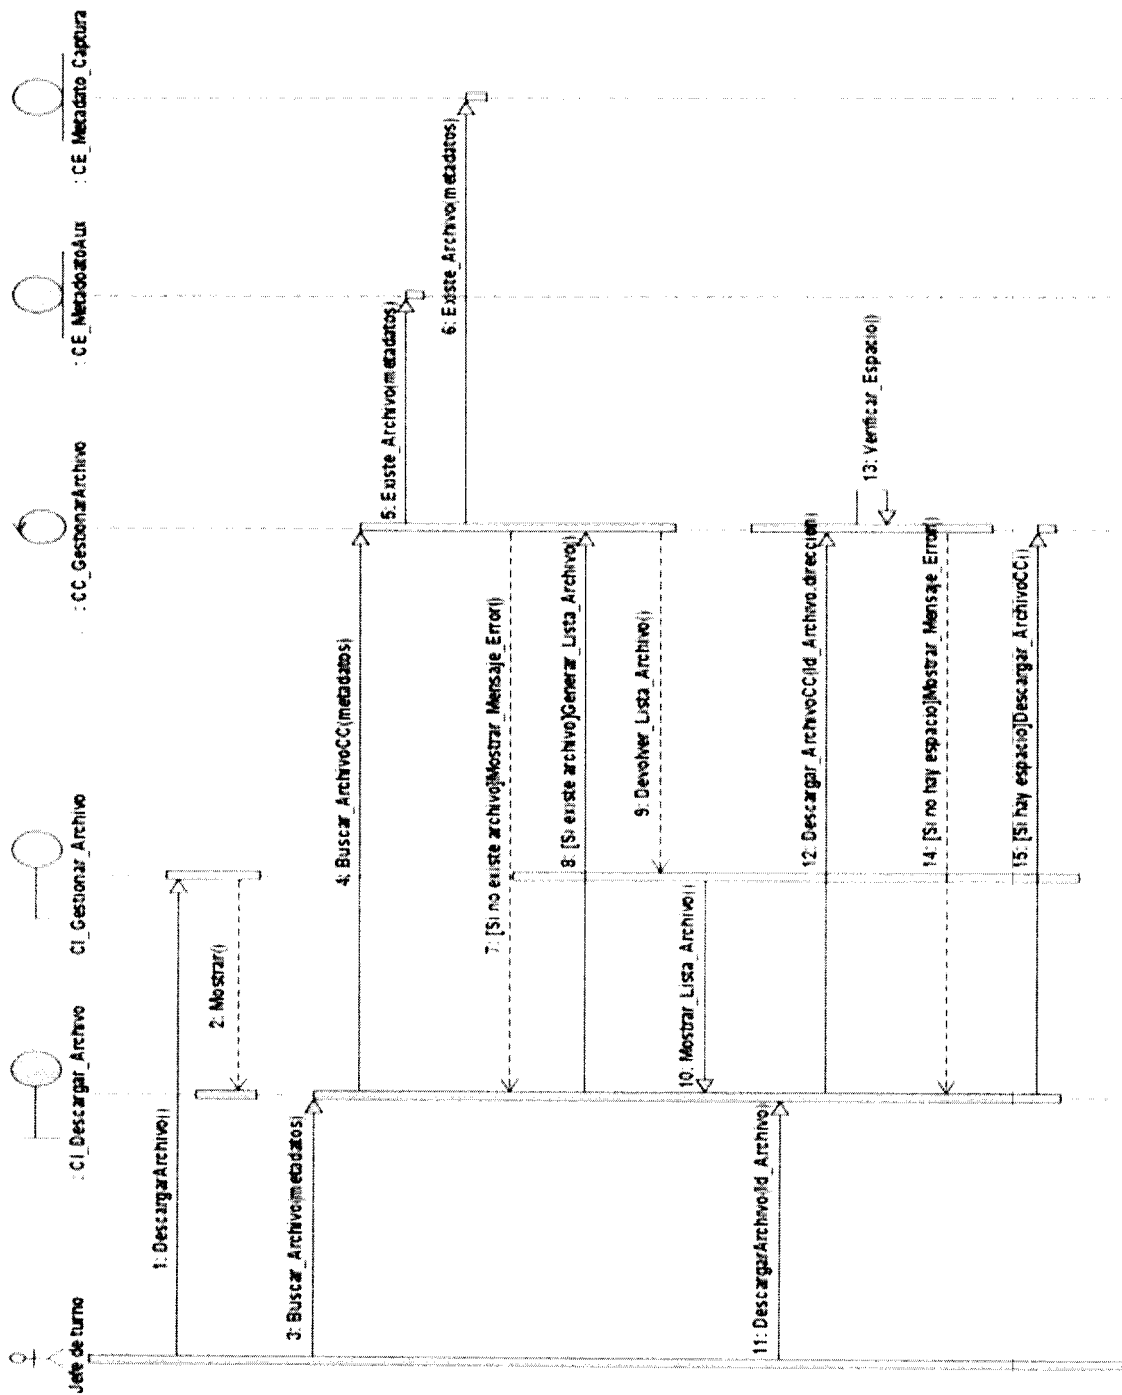 Jefe de turno
: CI_Descargar_Archivo
CI_Gestionar_Archivo
: CC_GestionarArchivo
: CE_MetadoatoAux
: CE_Metadato_Captura
1: DescargarArchivo()
2: Mostrar()
3: Buscar_Archivo(metadatos)
4: Buscar_ArchivoCC(metadatos)
5: Existe_Archivo(metadatos)
6: Existe_Archivo(metadatos)
7: [Si no existe archivo]Mostrar_Mensaje_Error()
8: [Si existe archivo]Generar_Lista_Archivo()
9: Devolver_Lista_Archivo()
10: Mostrar_Lista_Archivo()
11: DescargarArchivo(Id_Archivo)
12: Descargar_ArchivoCC(Id_Archivo,direccion)
13: Verificar_Espacio()
14: [Si no hay espacio]Mostrar_Mensaje_Error()
15: [Si hay espacio]Descargar_ArchivoCC()